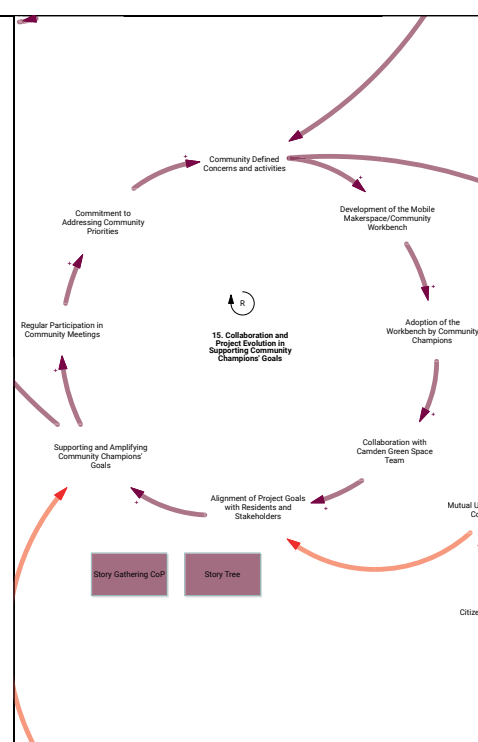 Community Defined
Concerns and activities
Development of the Mobile
Makerspace/Community
Workbench
Commitment to
Addressing Community
Priorities
R
Regular Participation in
Community Meetings
15. Collaboration and
Project Evolution in
Supporting Community
Champions' Goals
Adoption of the
Workbench by Community
Champions
Supporting and Amplifying
Community Champions'
Goals
Collaboration with
Camden Green Space
Team
Alignment of Project Goals
with Residents and
Stakeholders
Mutual U
Co
Story Gathering CoP
Story Tree
Citize